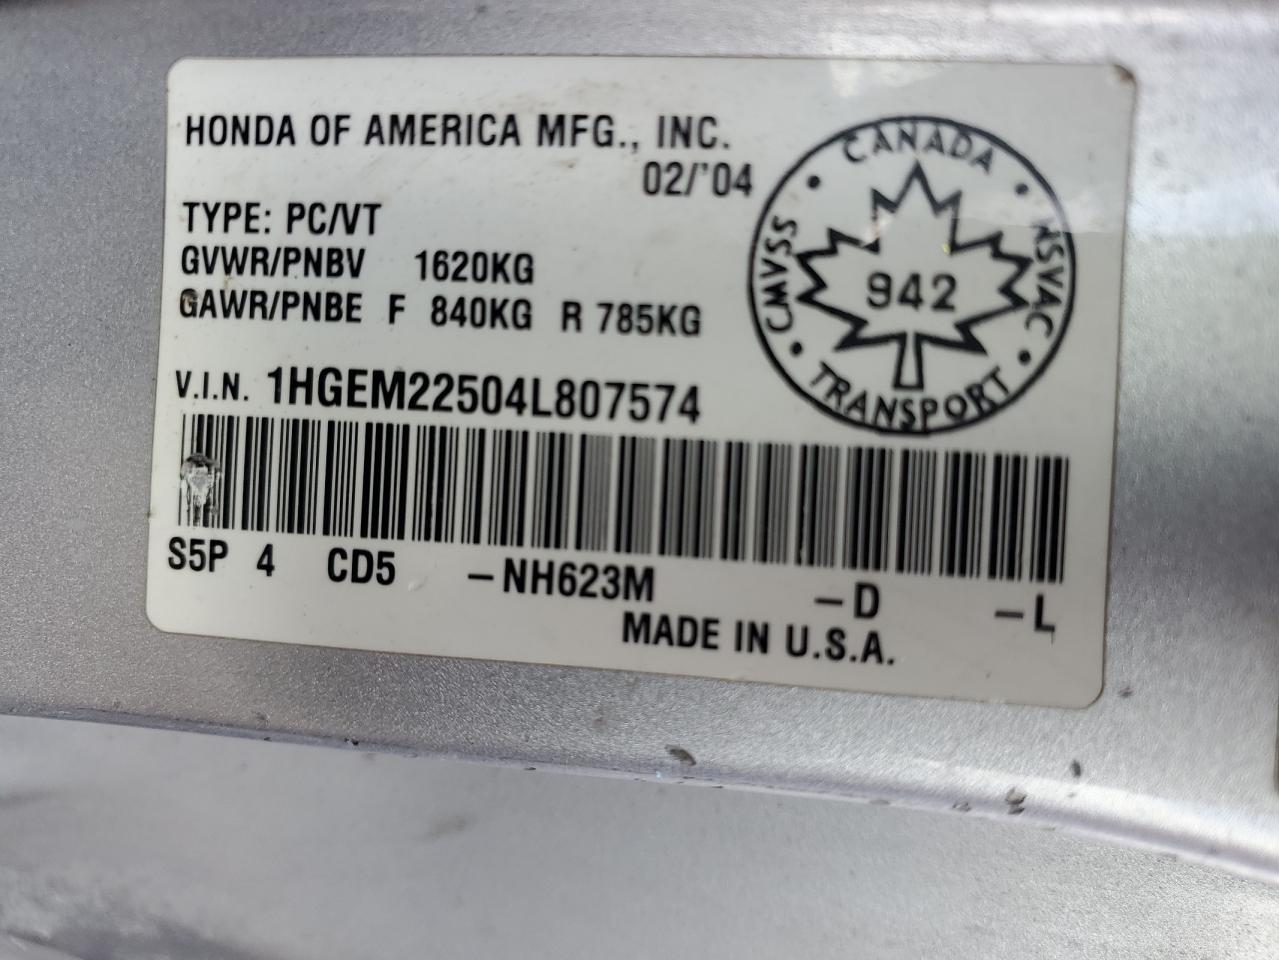 HONDA OF AMERICA MFG., INC.
02/'04
TYPE: PC/VT
GVWR/PNBV 1620KG
GAWR/PNBE F 840KG R 785KG
V.I.N. 1HGEM22504L807574
S5P 4 CD5 -NH623M -D -L
MADE IN U.S.A.
CANADA
CMVSS
NSVAC
942
TRANSPORT